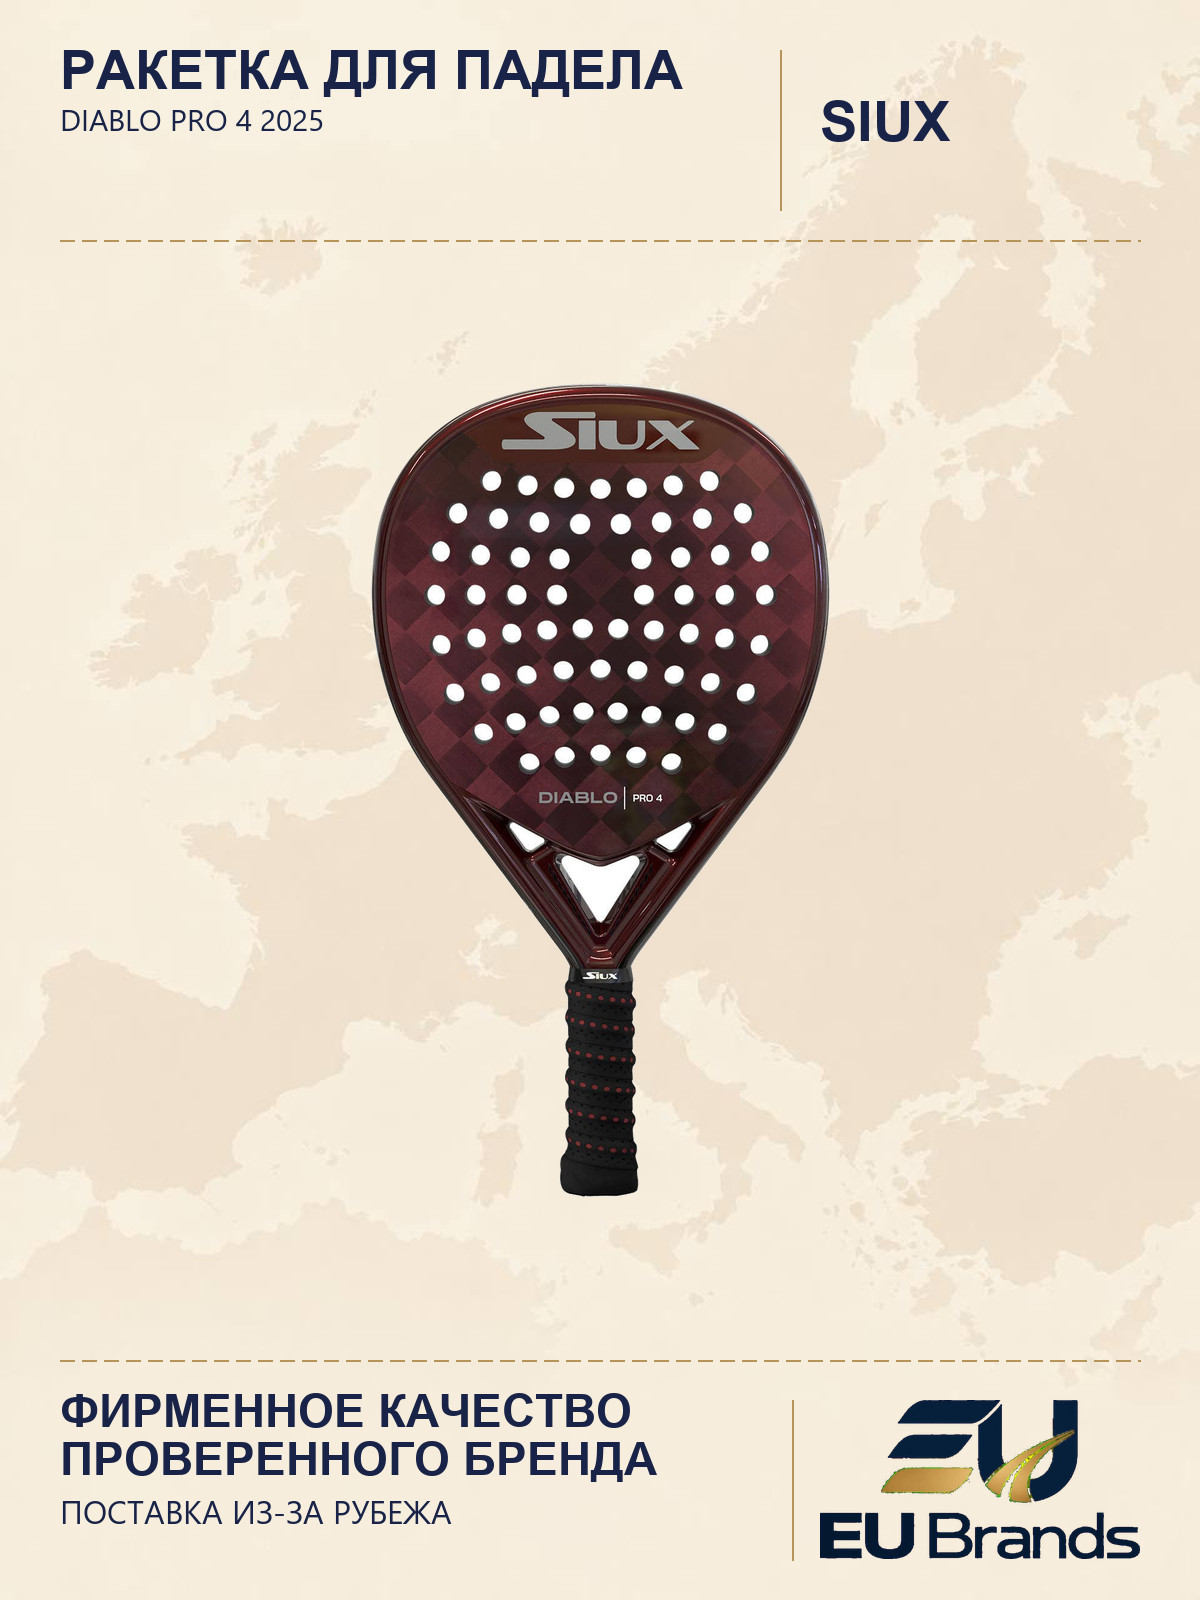 РАКЕТКА ДЛЯ ПАДЕЛА
DIABLO PRO 4 2025
SIUX
SIUX
DIABLO | PRO 4
SIUX
ФИРМЕННОЕ КАЧЕСТВО
ПРОВЕРЕННОГО БРЕНДА
ПОСТАВКА ИЗ-ЗА РУБЕЖА
EU
EU Brands